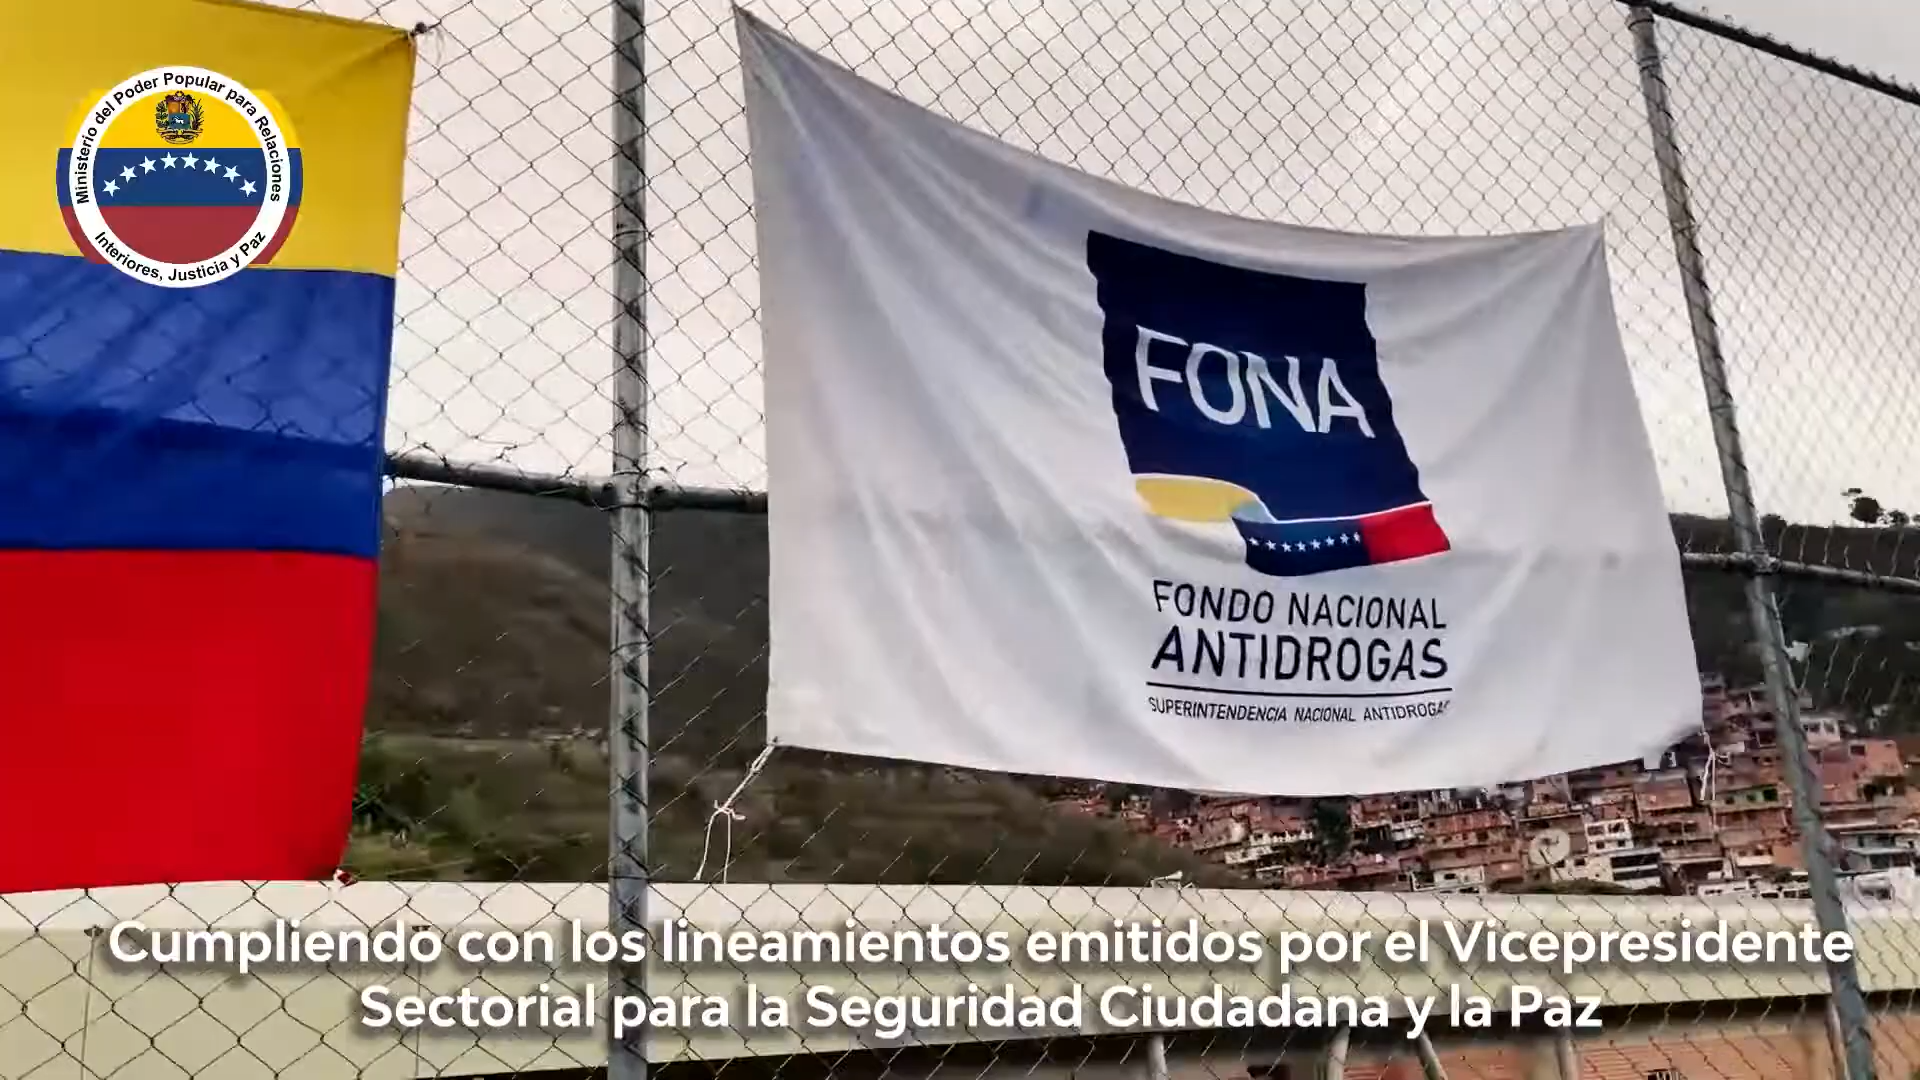 Ministerio del Poder Popular para Relaciones
Interiores, Justicia y Paz
FONA
FONDO NACIONAL
ANTIDROGAS
SUPERINTENDENCIA NACIONAL ANTIDROGAS
Cumpliendo con los lineamientos emitidos por el Vicepresidente
Sectorial para la Seguridad Ciudadana y la Paz